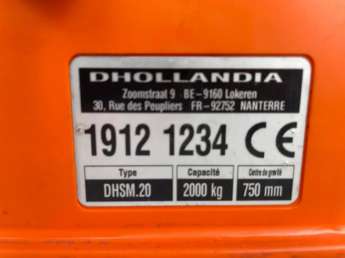 DHOLLANDIA
Zoomstraat 9 BE-9160 Lokeren
30, Rue des Peupliers FR-92752 NANTERRE
1912 1234 CE
Type Capacité Centre de gravité
DHSM.20 2000 kg 750 mm